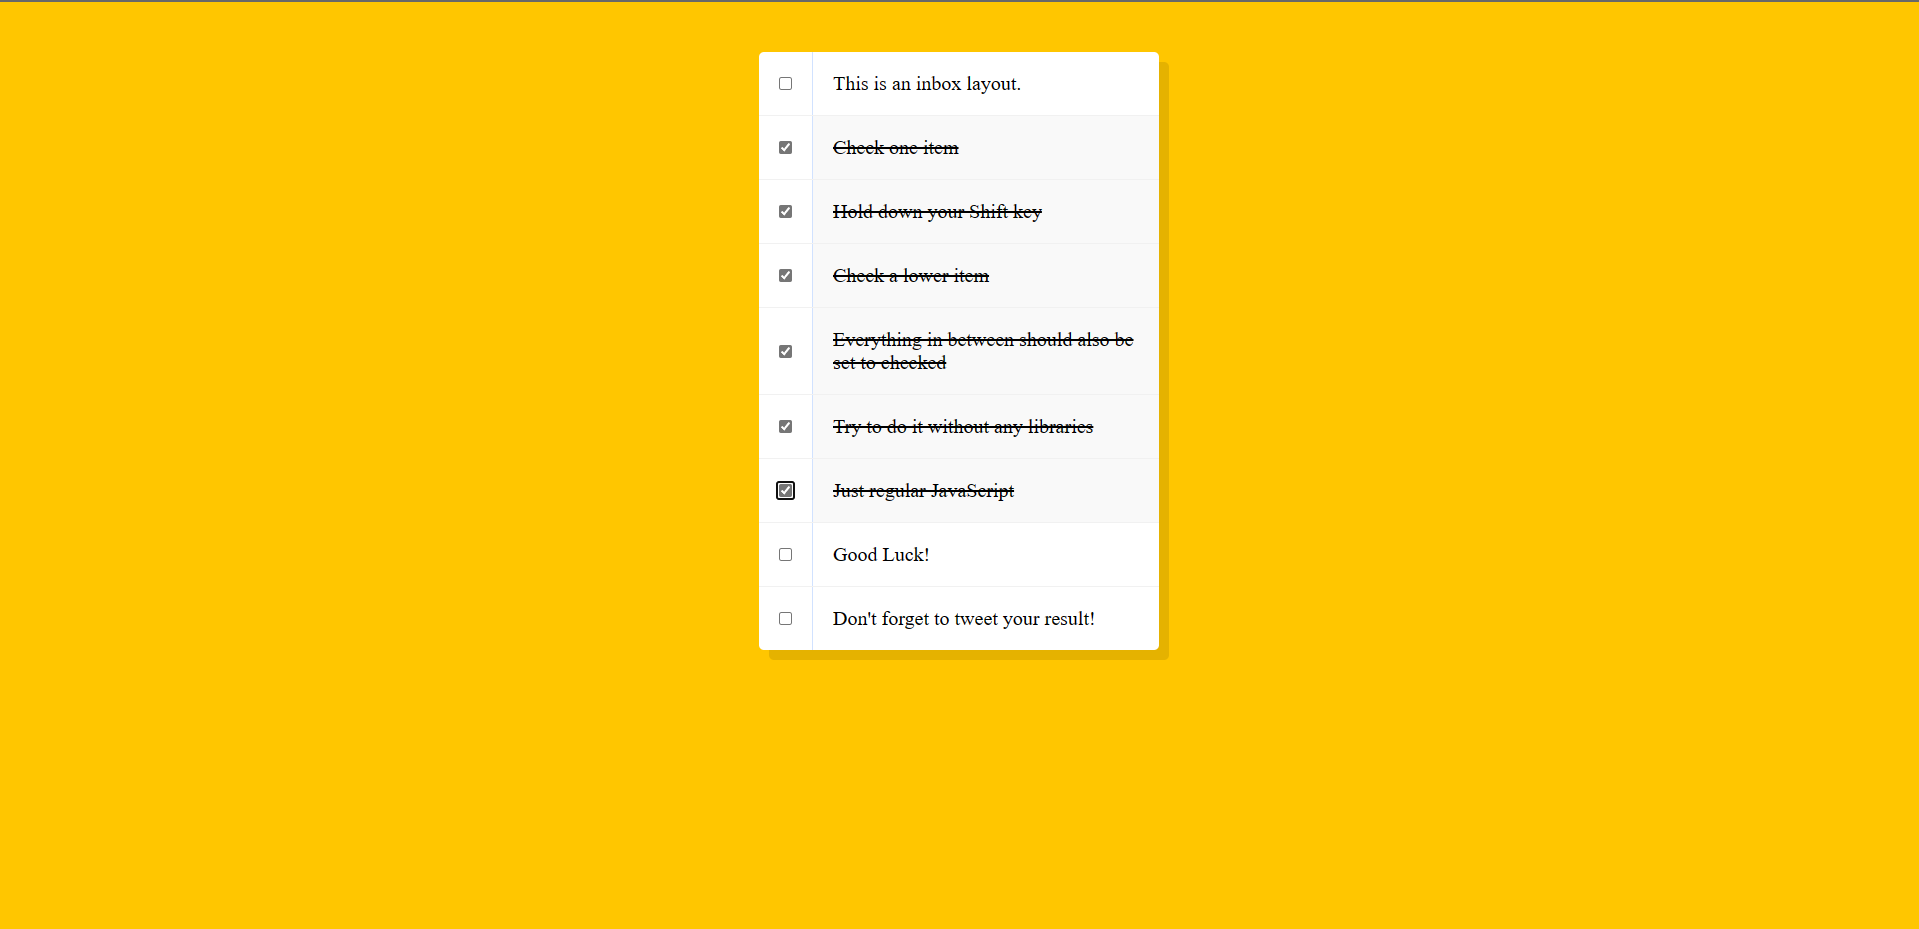 This is an inbox layout.
Check one item
Hold down your Shift key
Check a lower item
Everything in between should also be
set to checked
Try to do it without any libraries
Just regular JavaScript
Good Luck!
Don't forget to tweet your result!